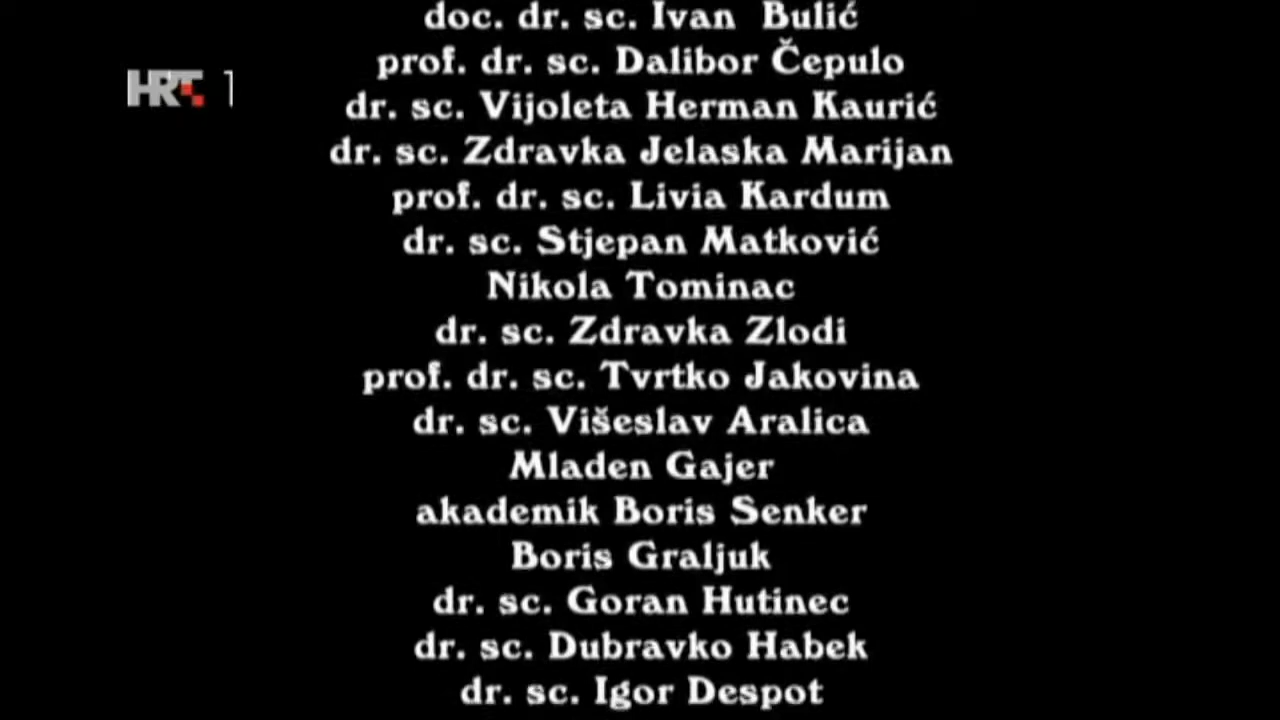 doc. dr. sc. Ivan Bulić
prof. dr. sc. Dalibor Čepulo
HRT 1
dr. sc. Vijoleta Herman Kaurić
dr. sc. Zdravka Jelaska Marijan
prof. dr. sc. Livia Kardum
dr. sc. Stjepan Matković
Nikola Tominac
dr. sc. Zdravka Zlodi
prof. dr. sc. Tvrtko Jakovina
dr. sc. Višeslav Aralica
Mladen Gajer
akademik Boris Senker
Boris Graljuk
dr. sc. Goran Hutinec
dr. sc. Dubravko Habek
dr. sc. Igor Despot